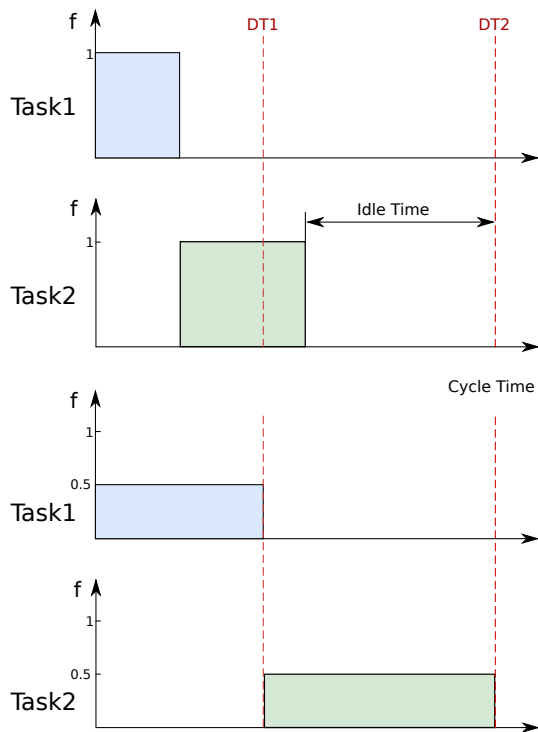 f
DT1
DT2
1
Task1
f
Idle Time
1
Task2
Cycle Time
f
1
0.5
Task1
f
1
0.5
Task2